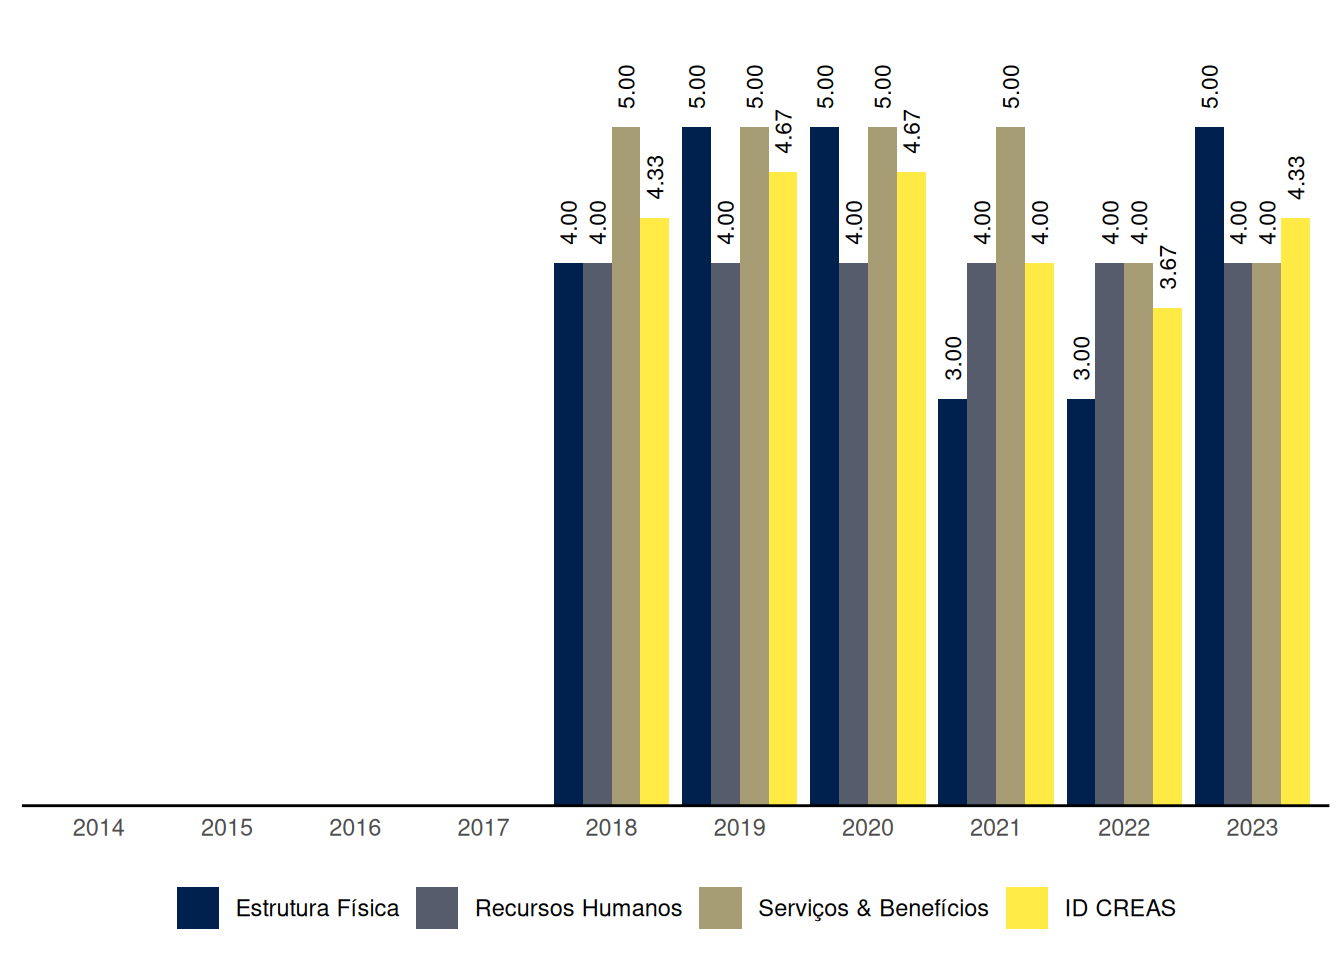 5.00 5.00 5.00 5.00 5.00 5.00 5.00
4.67 4.67
4.33 4.33
4.00 4.00 4.00 4.00 4.00 4.00 4.00 4.00 4.00 4.00
3.67
3.00 3.00
2014 2015 2016 2017 2018 2019 2020 2021 2022 2023
Estrutura Física Recursos Humanos Serviços & Benefícios ID CREAS